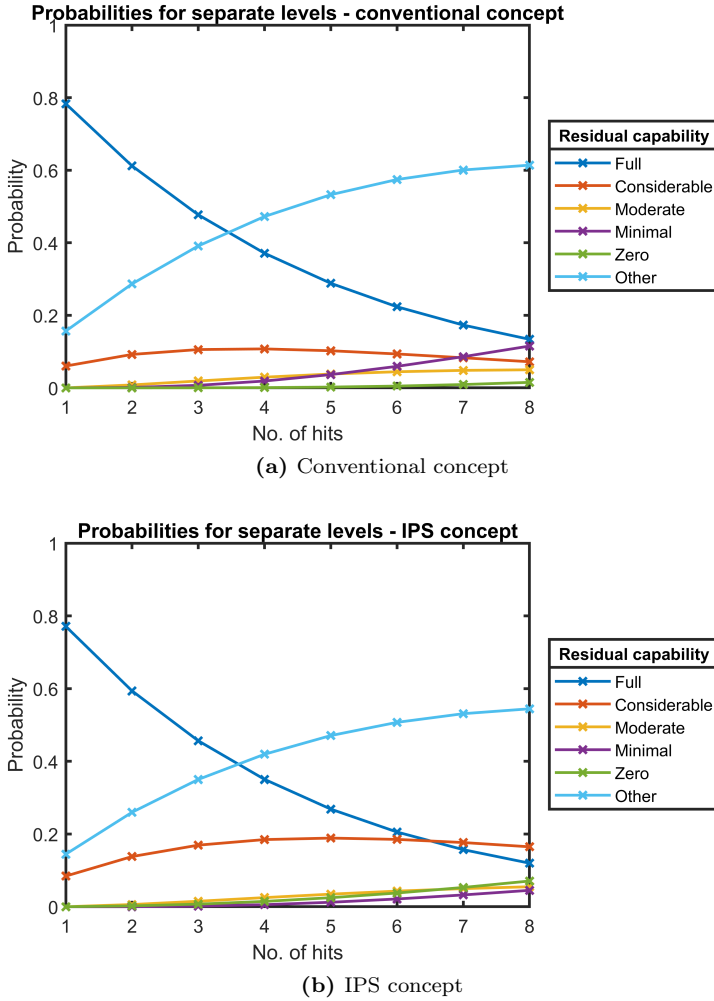 Probabilities for separate levels - conventional concept
1
0.8
0.6
0.4
0.2
0
Probability
1 2 3 4 5 6 7 8
No. of hits
Residual capability
Full
Considerable
Moderate
Minimal
Zero
Other
(a) Conventional concept
Probabilities for separate levels - IPS concept
1
0.8
0.6
0.4
0.2
0
Probability
1 2 3 4 5 6 7 8
No. of hits
Residual capability
Full
Considerable
Moderate
Minimal
Zero
Other
(b) IPS concept